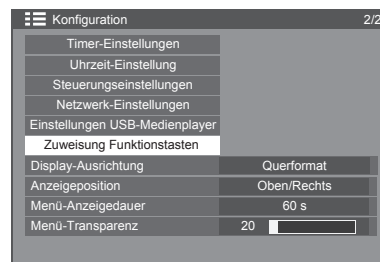 Konfiguration 2/2
Timer-Einstellungen
Uhrzeit-Einstellung
Steuerungseinstellungen
Netzwerk-Einstellungen
Einstellungen USB-Medienplayer
Zuweisung Funktionstasten
Display-Ausrichtung Querformat
Anzeigeposition Oben/Rechts
Menü-Anzeigedauer 60 s
Menü-Transparenz 20